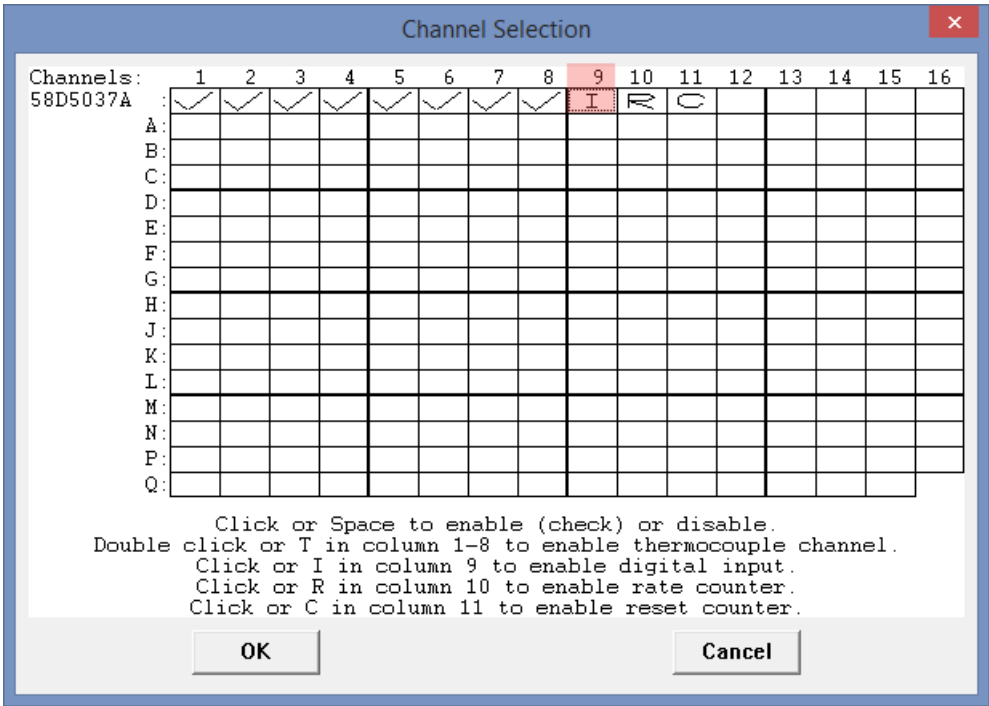 Channel Selection
Channels: 1 2 3 4 5 6 7 8 9 10 11 12 13 14 15 16
58D5037A : I R C
A:
B:
C:
D:
E:
F:
G:
H:
J:
K:
L:
M:
N:
P:
Q:
Click or Space to enable (check) or disable.
Double click or T in column 1-8 to enable thermocouple channel.
Click or I in column 9 to enable digital input.
Click or R in column 10 to enable rate counter.
Click or C in column 11 to enable reset counter.
OK Cancel